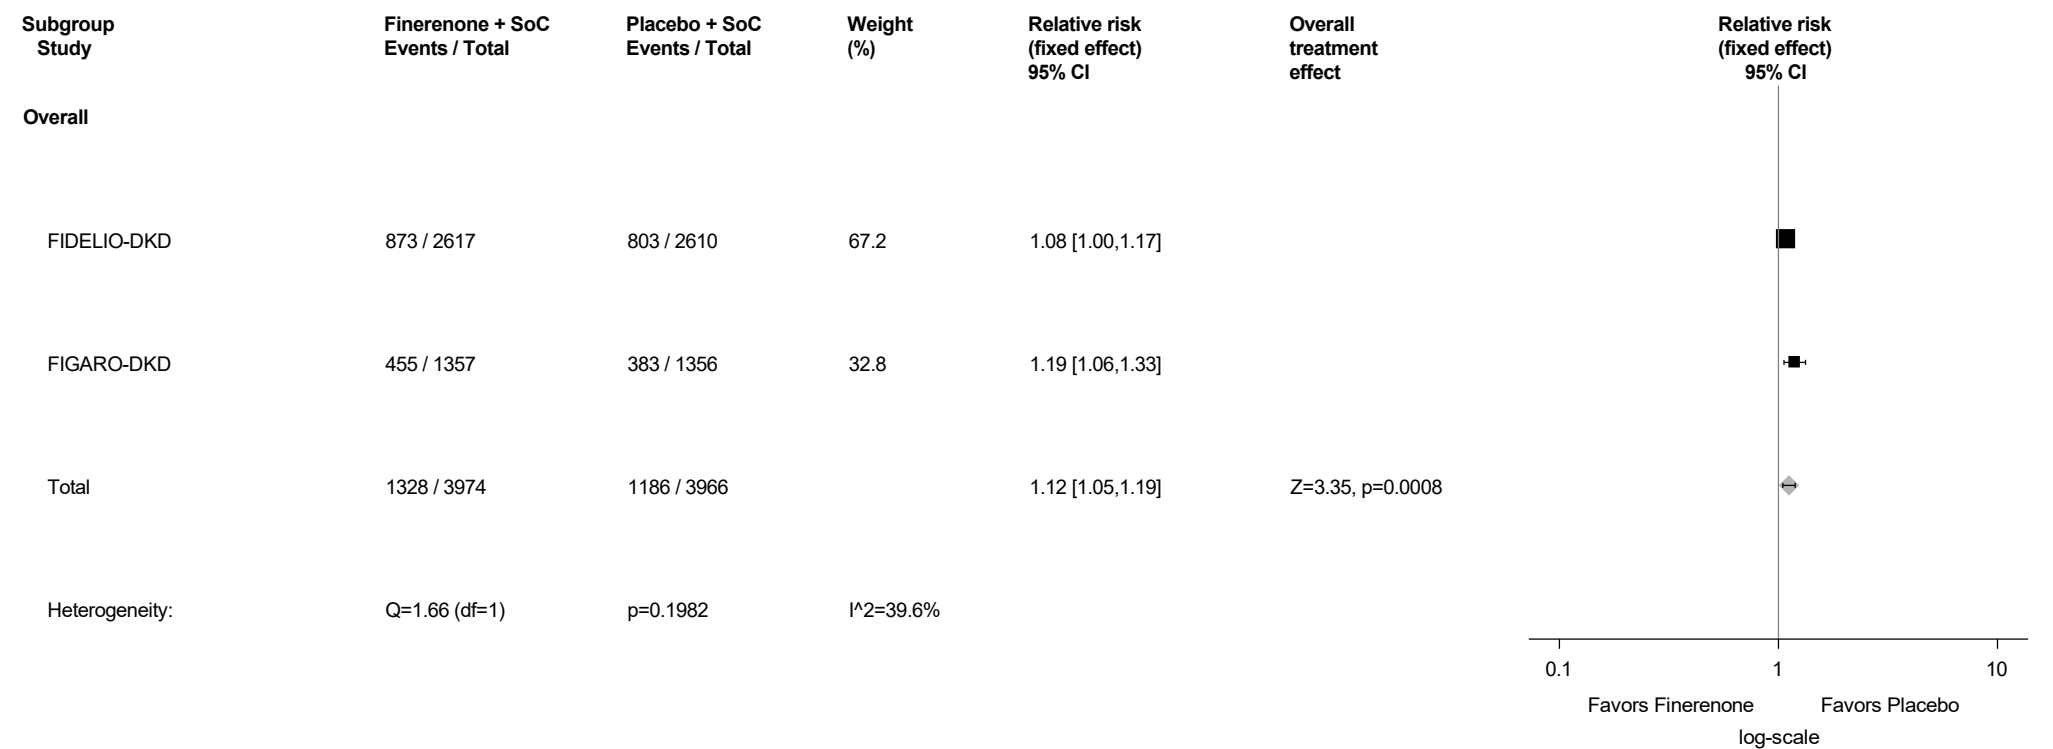 Subgroup Finerenone + SoC Placebo + SoC Weight Relative risk Overall Relative risk
Study Events / Total Events / Total (%) (fixed effect) treatment (fixed effect)
95% CI effect 95% CI
Overall
FIDELIO-DKD 873 / 2617 803 / 2610 67.2 1.08 [1.00,1.17]
FIGARO-DKD 455 / 1357 383 / 1356 32.8 1.19 [1.06,1.33]
Total 1328 / 3974 1186 / 3966 1.12 [1.05,1.19] Z=3.35, p=0.0008
Heterogeneity: Q=1.66 (df=1) p=0.1982 I^2=39.6%
0.1 1 10
Favors Finerenone Favors Placebo
log-scale